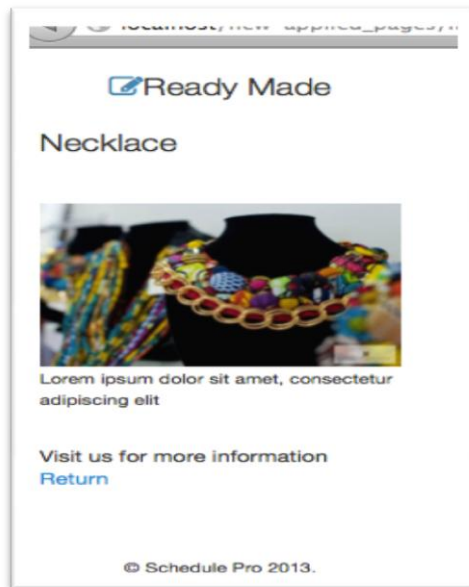 Ready Made
Necklace
Lorem ipsum dolor sit amet, consectetur
adipiscing elit
Visit us for more information
Return
© Schedule Pro 2013.